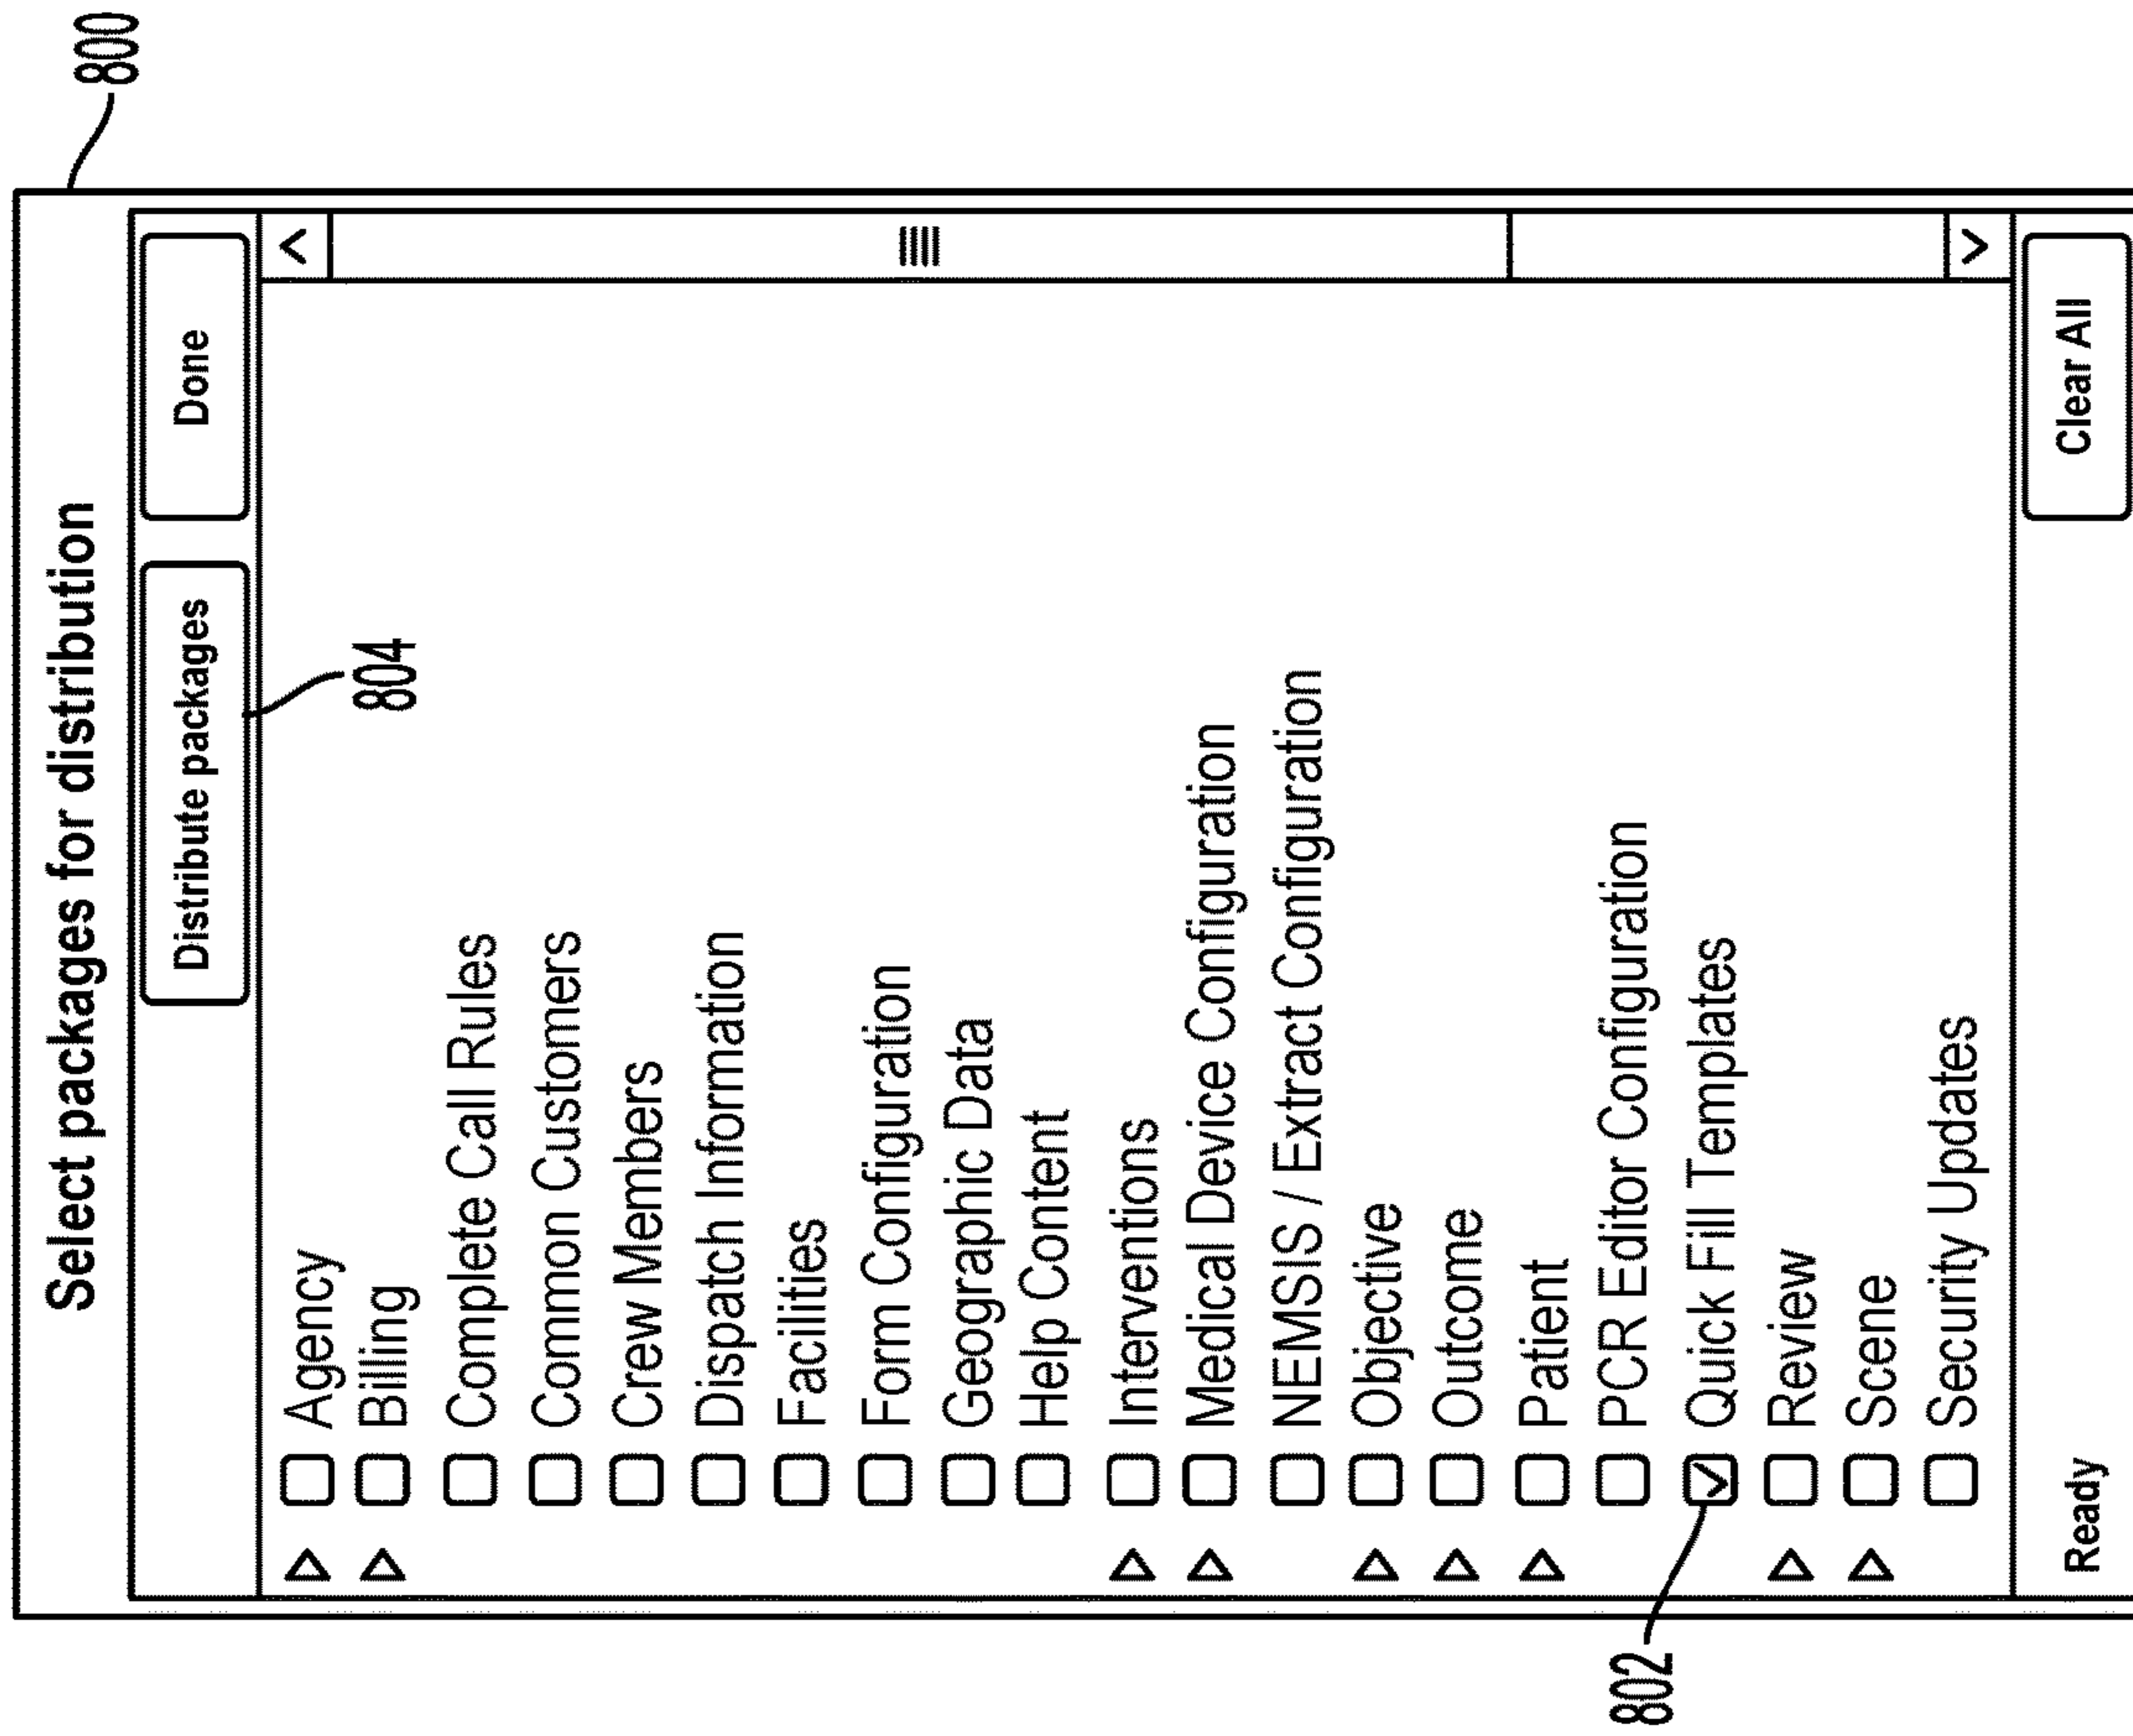 800
Select packages for distribution
Distribute packages
Done
804
Agency
Billing
Complete Call Rules
Common Customers
Crew Members
Dispatch Information
Facilities
Form Configuration
Geographic Data
Help Content
Interventions
Medical Device Configuration
NEMSIS / Extract Configuration
Objective
Outcome
Patient
PCR Editor Configuration
802
Quick Fill Templates
Review
Scene
Security Updates
Ready
Clear All